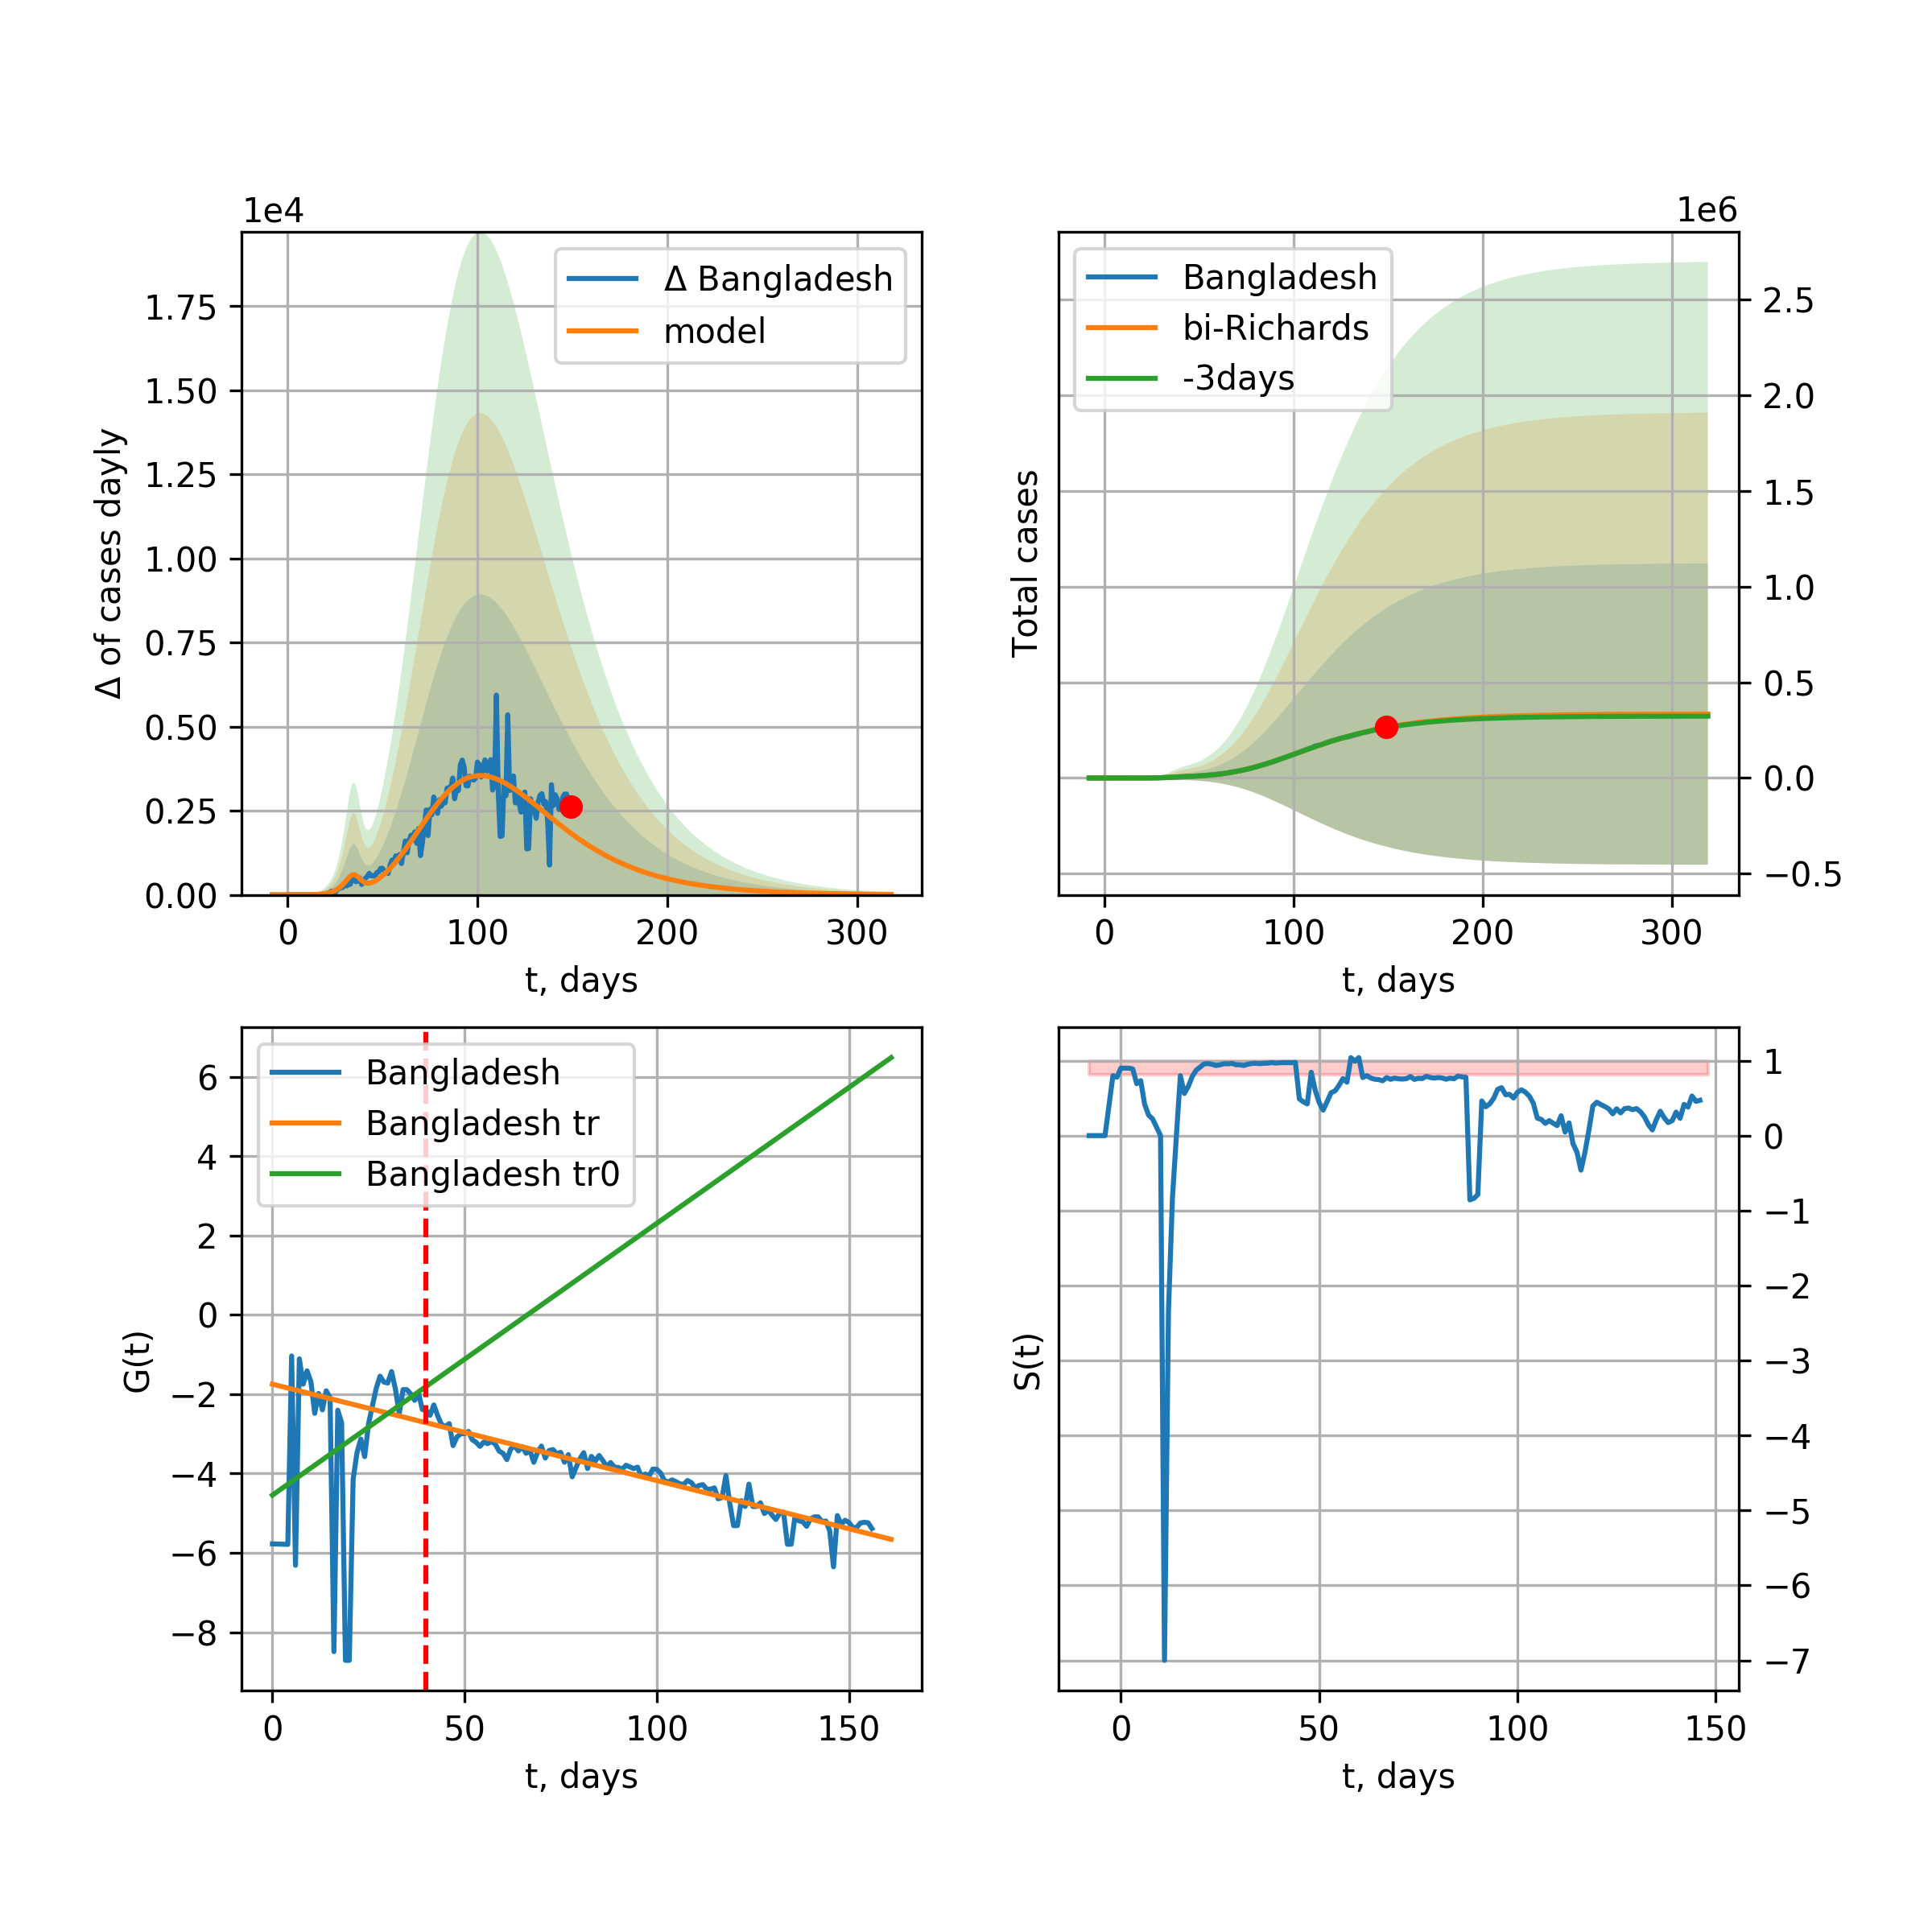 1e4
Δ of cases dayly
1.75
1.50
1.25
1.00
0.75
0.50
0.25
0.00
0 100 200 300
t, days
Δ Bangladesh
model
1e6
Total cases
2.5
2.0
1.5
1.0
0.5
0.0
−0.5
0 100 200 300
t, days
Bangladesh
bi-Richards
-3days
G(t)
6
4
2
0
−2
−4
−6
−8
0 50 100 150
t, days
Bangladesh
Bangladesh tr
Bangladesh tr0
S(t)
1
0
−1
−2
−3
−4
−5
−6
−7
0 50 100 150
t, days